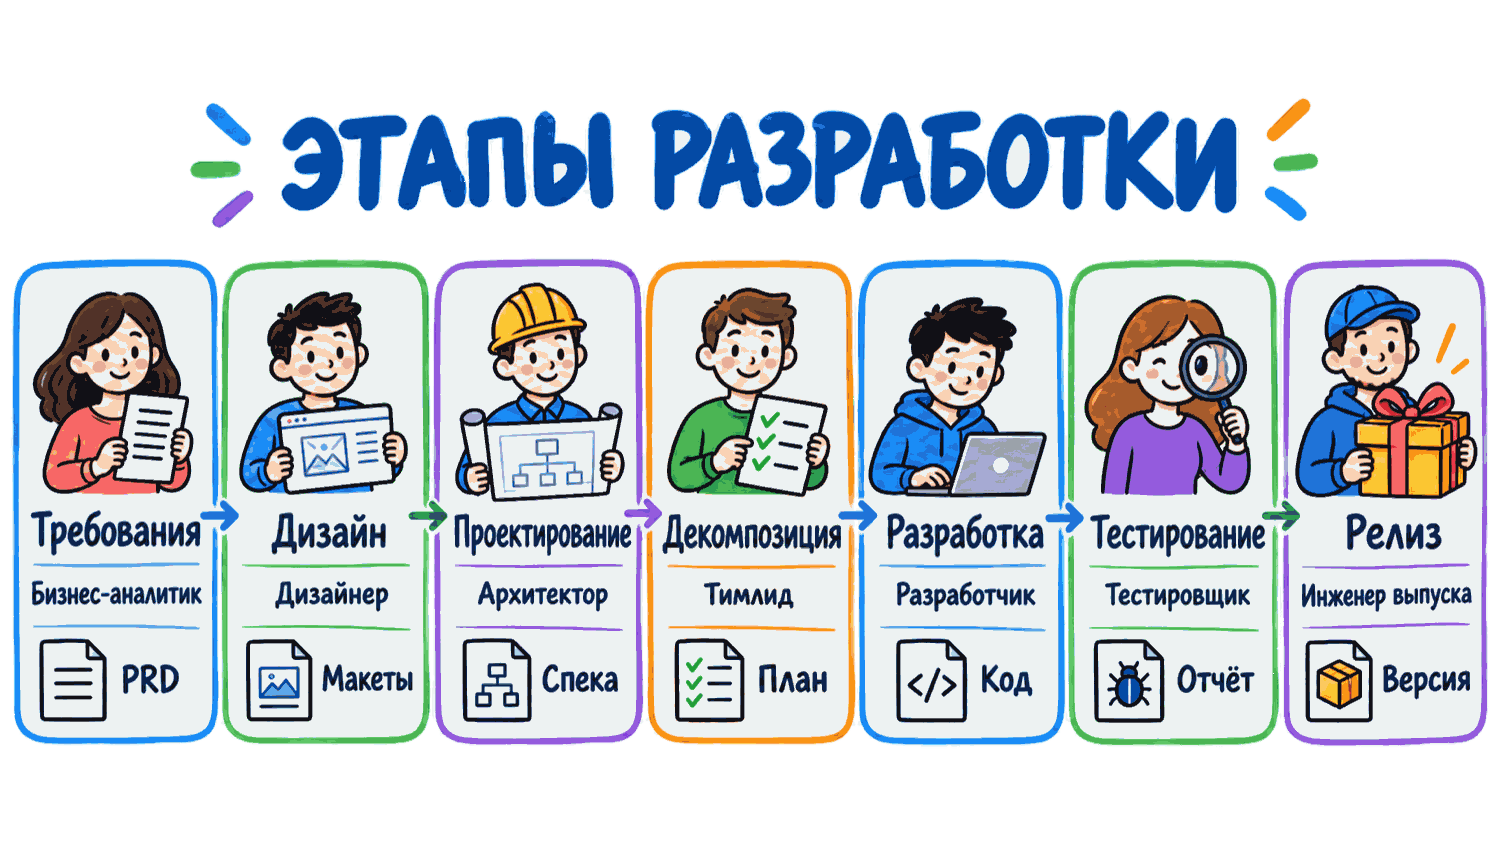 ЭТАПЫ РАЗРАБОТКИ
Требования
Бизнес-аналитик
PRD
Дизайн
Дизайнер
Макеты
Проектирование
Архитектор
Спека
Декомпозиция
Тимлид
План
Разработка
Разработчик
</>
Код
Тестирование
Тестировщик
Отчёт
Релиз
Инженер выпуска
Версия